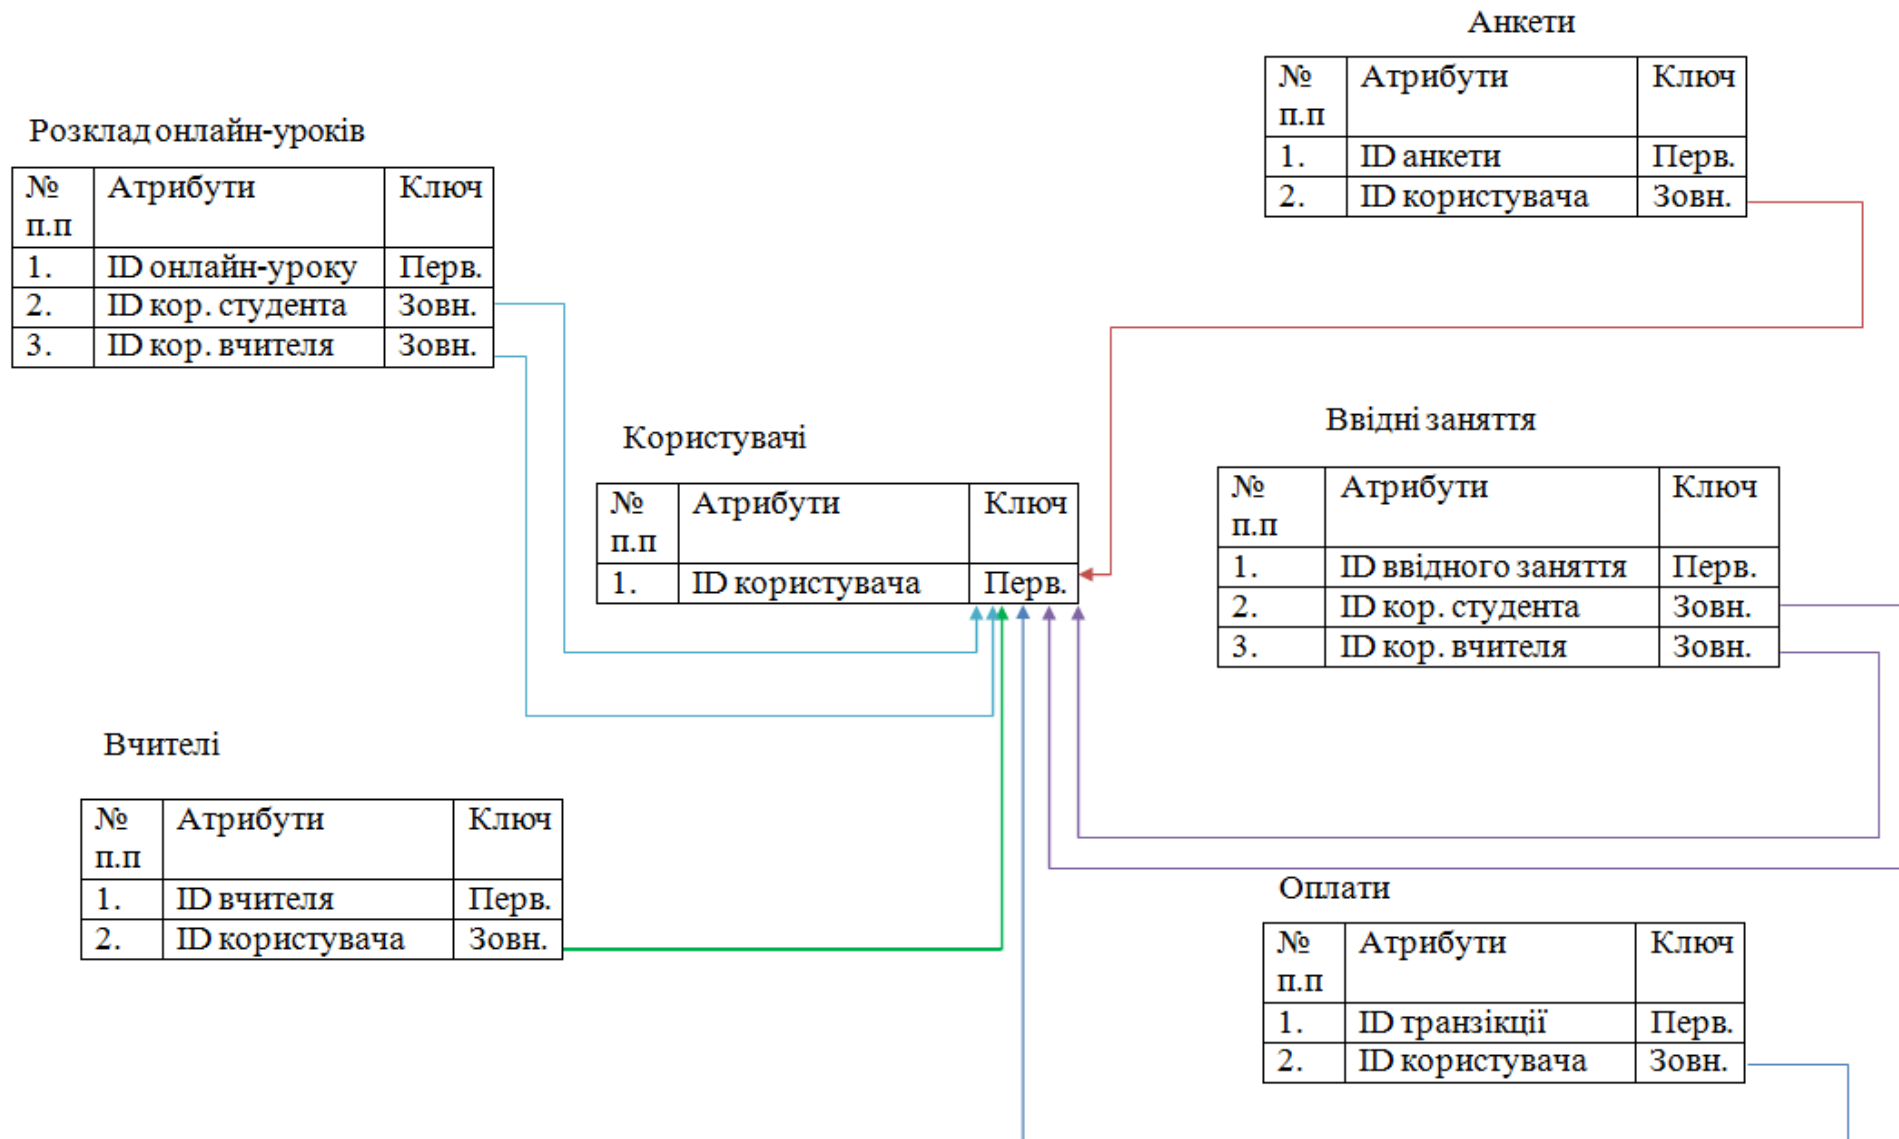 Анкети
№ п.п Атрибути Ключ
1. ID анкети Перв.
2. ID користувача Зовн.
Розклад онлайн-уроків
№ п.п Атрибути Ключ
1. ID онлайн-уроку Перв.
2. ID кор. студента Зовн.
3. ID кор. вчителя Зовн.
Користувачі
№ п.п Атрибути Ключ
1. ID користувача Перв.
Ввідні заняття
№ п.п Атрибути Ключ
1. ID ввідного заняття Перв.
2. ID кор. студента Зовн.
3. ID кор. вчителя Зовн.
Вчителі
№ п.п Атрибути Ключ
1. ID вчителя Перв.
2. ID користувача Зовн.
Оплати
№ п.п Атрибути Ключ
1. ID транзікції Перв.
2. ID користувача Зовн.